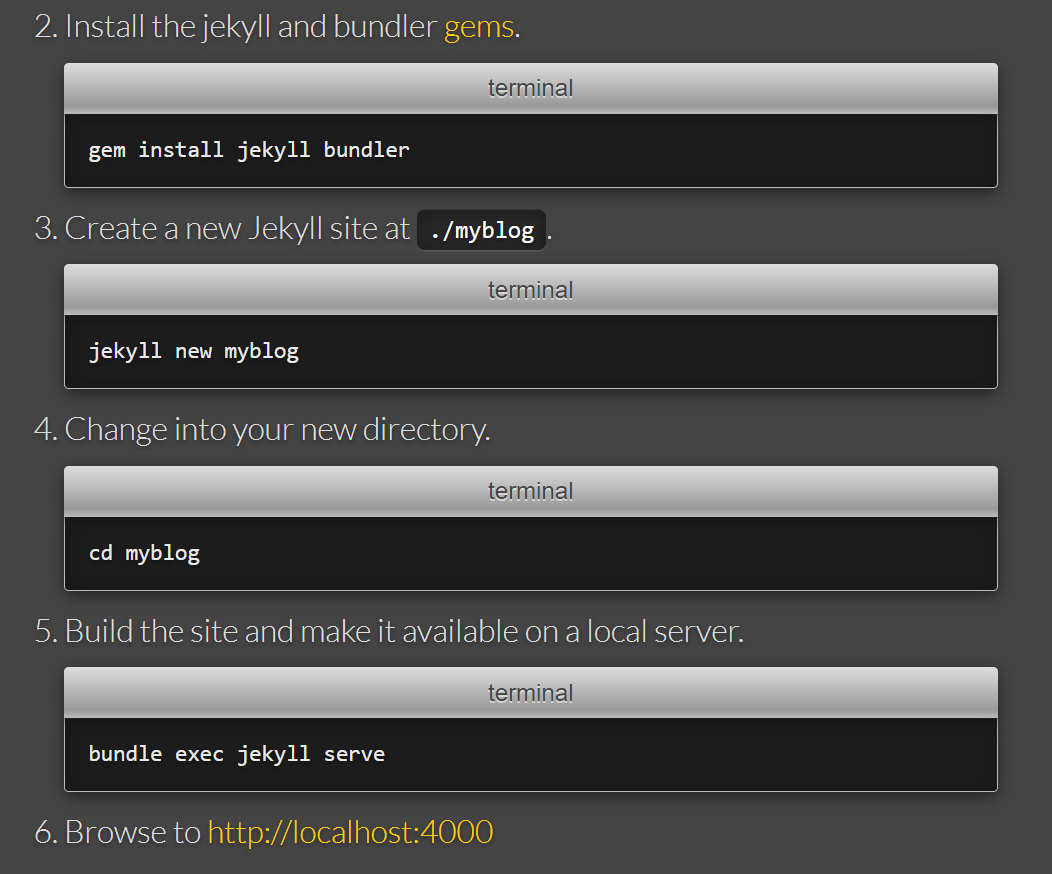 2. Install the jekyll and bundler gems.
terminal
gem install jekyll bundler
3. Create a new Jekyll site at ./myblog.
terminal
jekyll new myblog
4. Change into your new directory.
terminal
cd myblog
5. Build the site and make it available on a local server.
terminal
bundle exec jekyll serve
6. Browse to http://localhost:4000